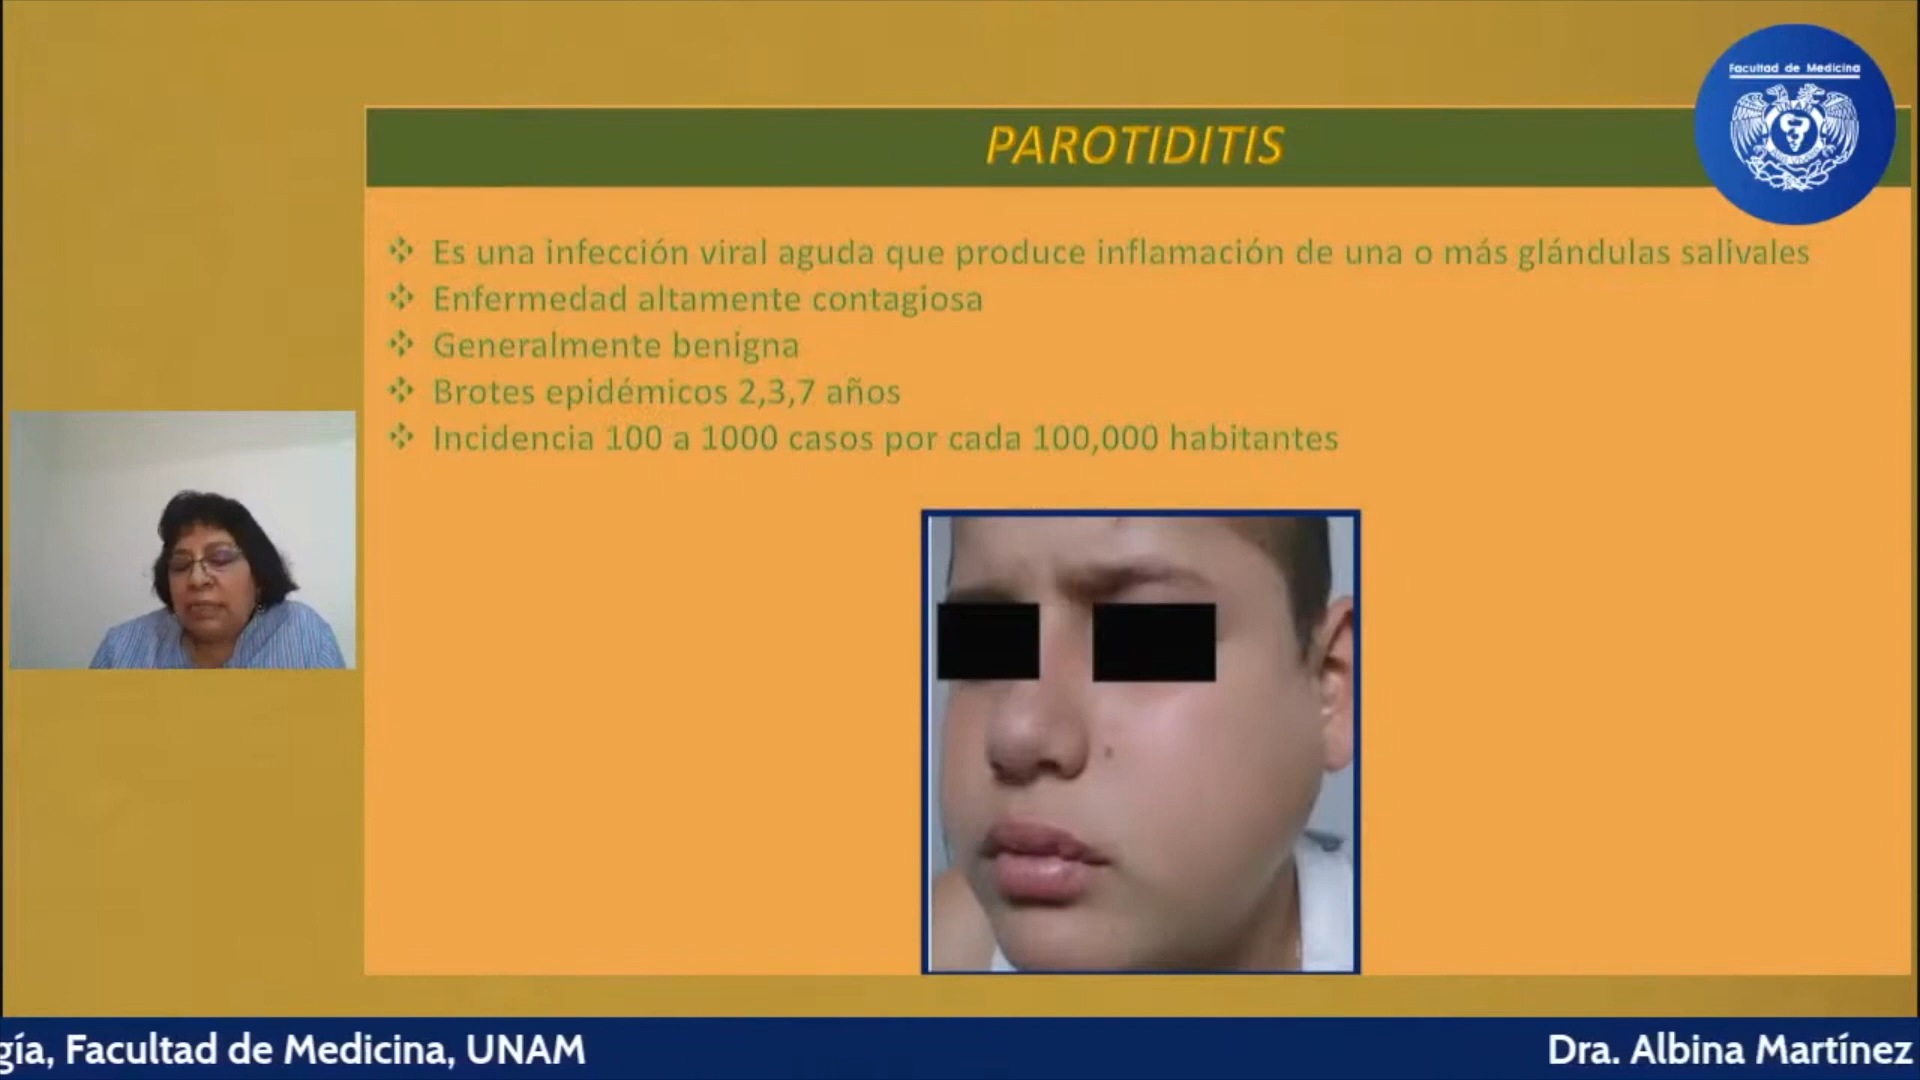 Facultad de Medicina
PAROTIDITIS
Es una infección viral aguda que produce inflamación de una o más glándulas salivales
Enfermedad altamente contagiosa
Generalmente benigna
Brotes epidémicos 2,3,7 años
Incidencia 100 a 1000 casos por cada 100,000 habitantes
gía, Facultad de Medicina, UNAM
Dra. Albina Martínez